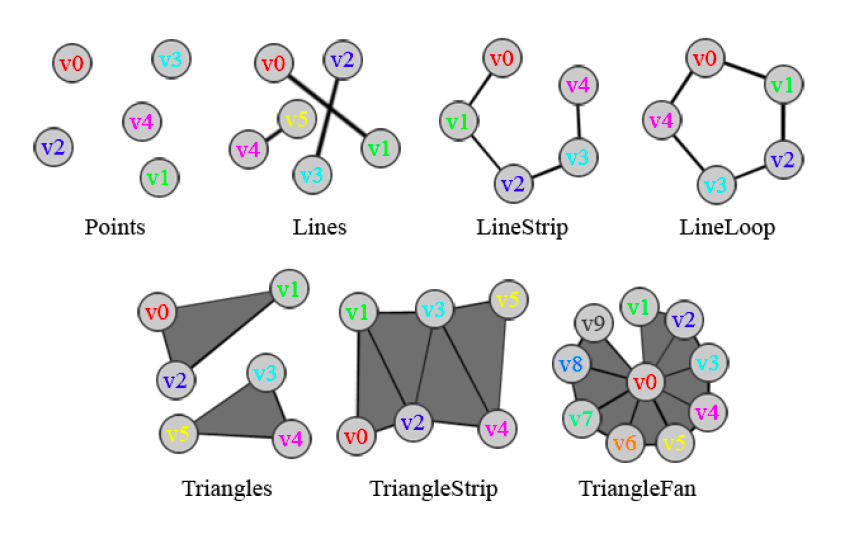 v0 v3 v4 v2 v1
Points
v0 v2 v5 v4 v1 v3
Lines
v0 v4 v1 v3 v2
LineStrip
v0 v1 v4 v2 v3
LineLoop
v0 v1 v2 v3 v5 v4
Triangles
v1 v3 v5 v0 v2 v4
TriangleStrip
v9 v1 v2 v8 v3 v0 v7 v4 v6 v5
TriangleFan